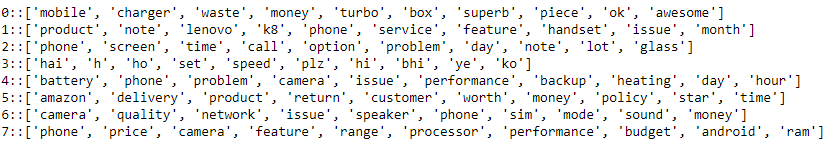 0::['mobile', 'charger', 'waste', 'money', 'turbo', 'box', 'superb', 'piece', 'ok', 'awesome']
1::['product', 'note', 'lenovo', 'k8', 'phone', 'service', 'feature', 'handset', 'issue', 'month']
2::['phone', 'screen', 'time', 'call', 'option', 'problem', 'day', 'note', 'lot', 'glass']
3::['hai', 'h', 'ho', 'set', 'speed', 'plz', 'hi', 'bhi', 'ye', 'ko']
4::['battery', 'phone', 'problem', 'camera', 'issue', 'performance', 'backup', 'heating', 'day', 'hour']
5::['amazon', 'delivery', 'product', 'return', 'customer', 'worth', 'money', 'policy', 'star', 'time']
6::['camera', 'quality', 'network', 'issue', 'speaker', 'phone', 'sim', 'mode', 'sound', 'money']
7::['phone', 'price', 'camera', 'feature', 'range', 'processor', 'performance', 'budget', 'android', 'ram']